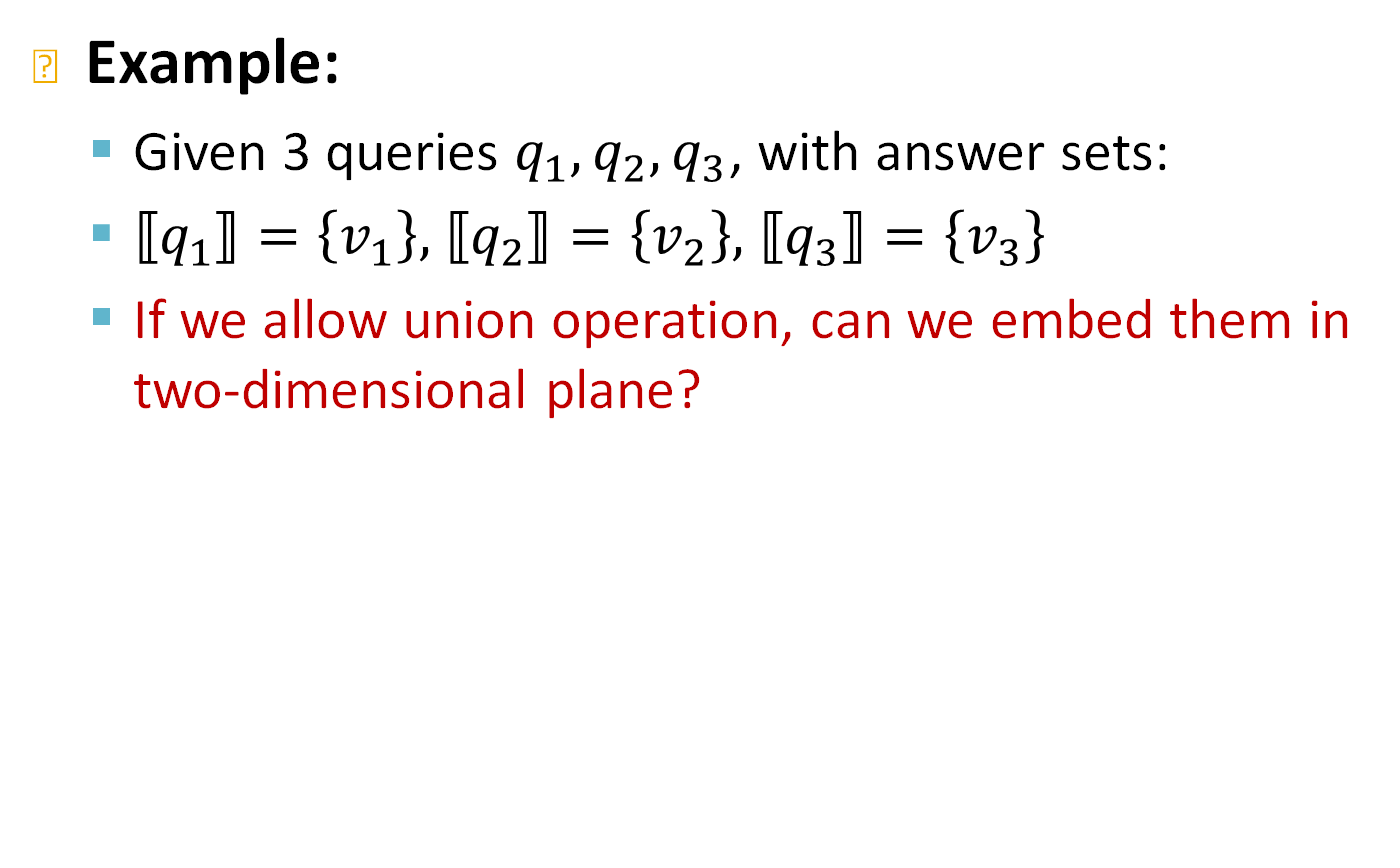 Example:
Given 3 queries 𝑞₁, 𝑞₂, 𝑞₃, with answer sets:
⟦𝑞₁⟧ = {𝑣₁}, ⟦𝑞₂⟧ = {𝑣₂}, ⟦𝑞₃⟧ = {𝑣₃}
If we allow union operation, can we embed them in
two-dimensional plane?